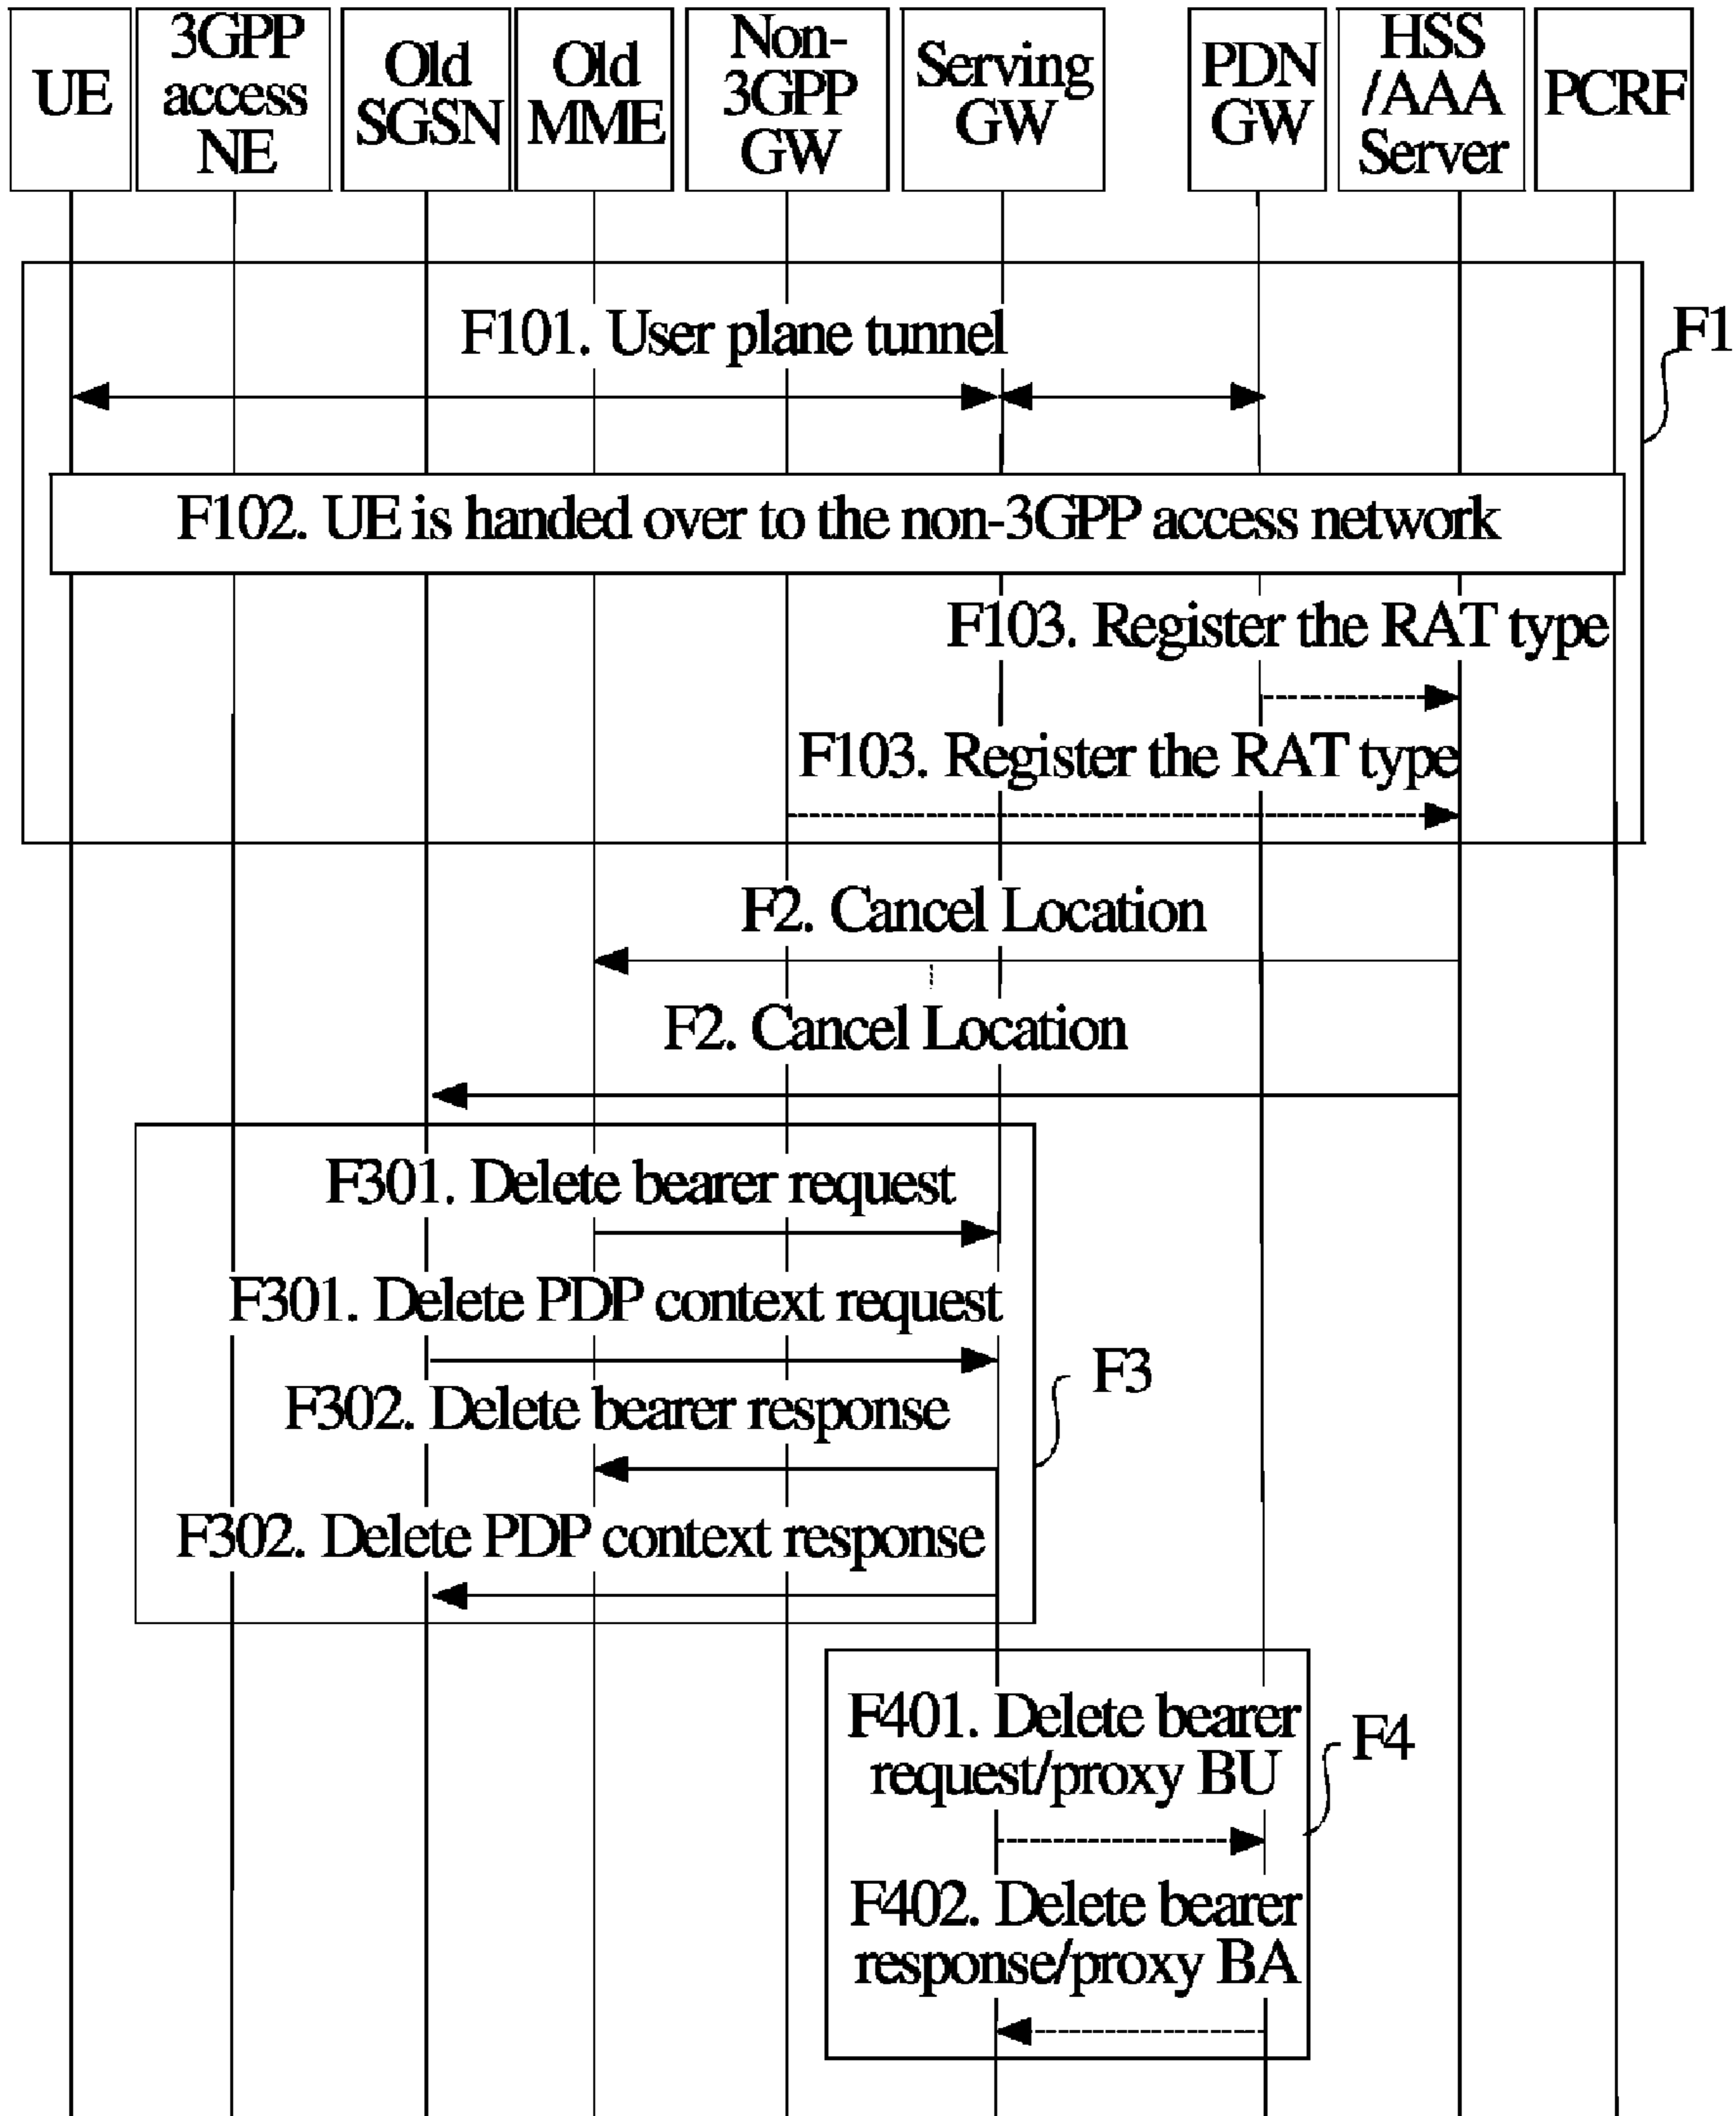 UE
3GPP
access
NE
Old
SGSN
Old
MME
Non-
3GPP
GW
Serving
GW
PDN
GW
HSS
/AAA
Server
PCRF
F101. User plane tunnel
F1
F102. UE is handed over to the non-3GPP access network
F103. Register the RAT type
F103. Register the RAT type
F2. Cancel Location
F2. Cancel Location
F301. Delete bearer request
F301. Delete PDP context request
F3
F302. Delete bearer response
F302. Delete PDP context response
F401. Delete bearer
request/proxy BU
F4
F402. Delete bearer
response/proxy BA